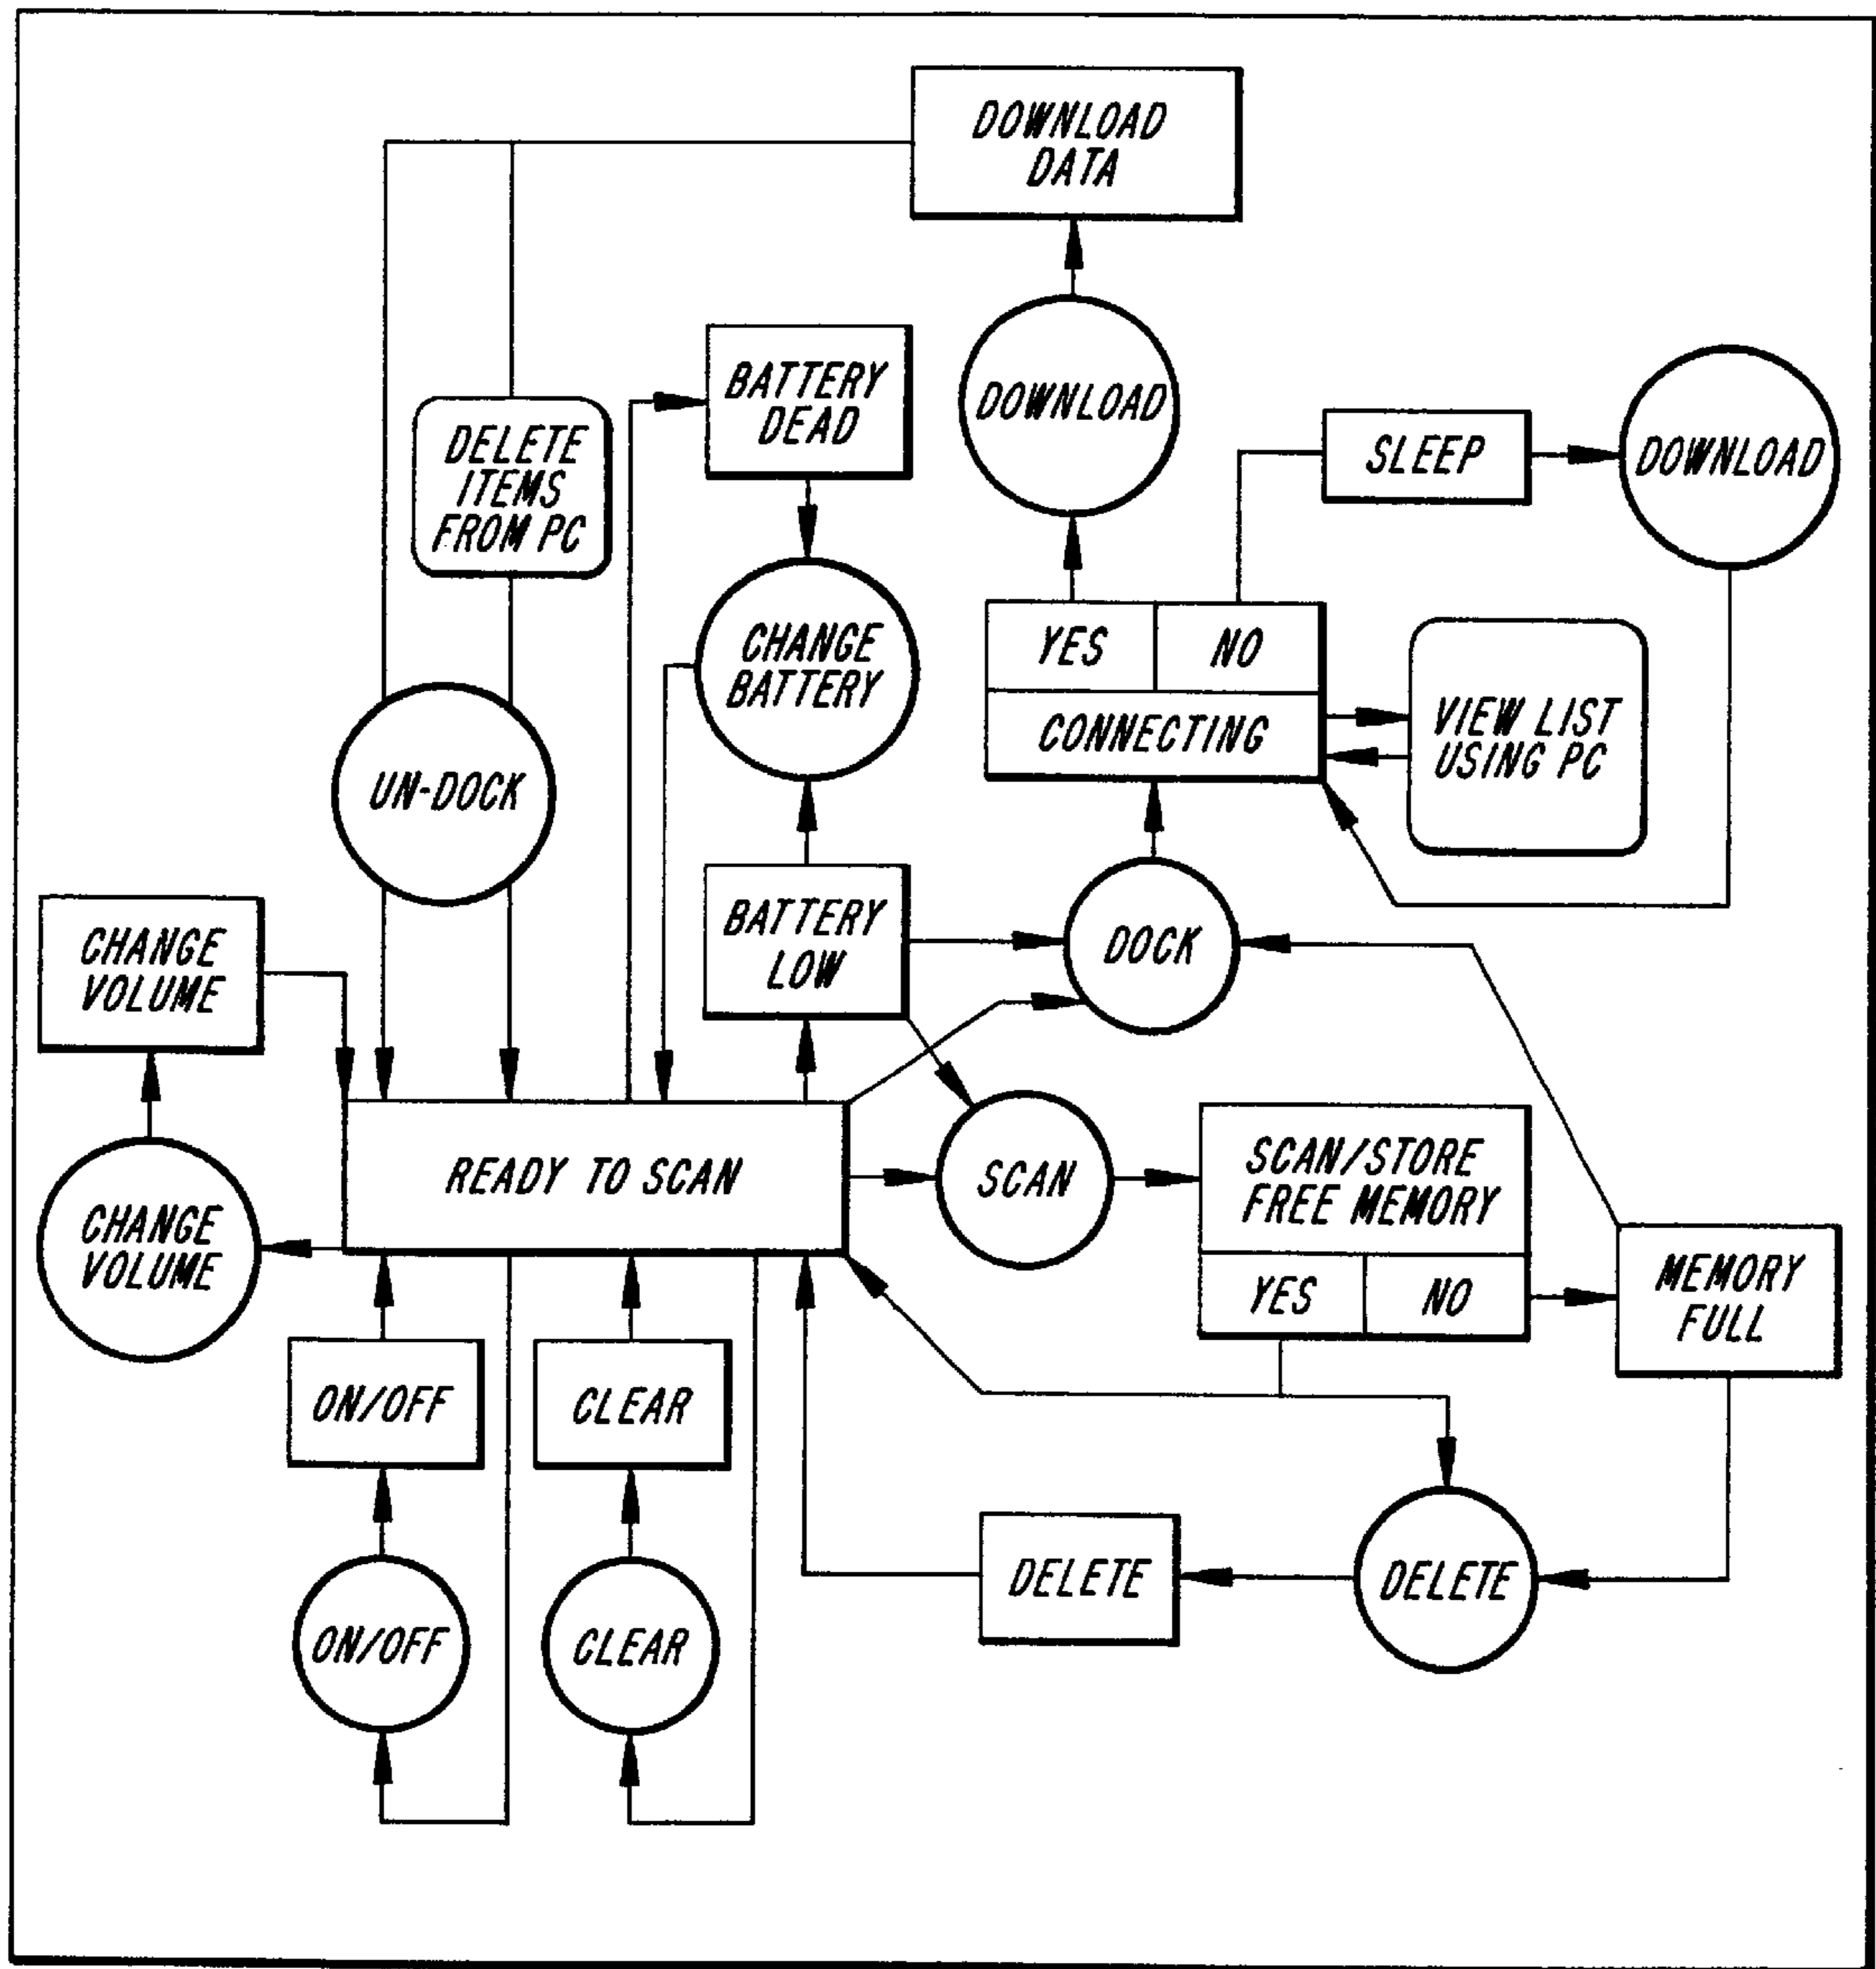 DOWNLOAD
DATA
BATTERY
DEAD
DOWNLOAD
DELETE
ITEMS
FROM PC
SLEEP
DOWNLOAD
CHANGE
BATTERY
YES
NO
CONNECTING
VIEW LIST
USING PC
UN-DOCK
BATTERY
LOW
DOCK
CHANGE
VOLUME
READY TO SCAN
SCAN
SCAN/STORE
FREE MEMORY
YES
NO
MEMORY
FULL
CHANGE
VOLUME
ON/OFF
CLEAR
DELETE
DELETE
ON/OFF
CLEAR